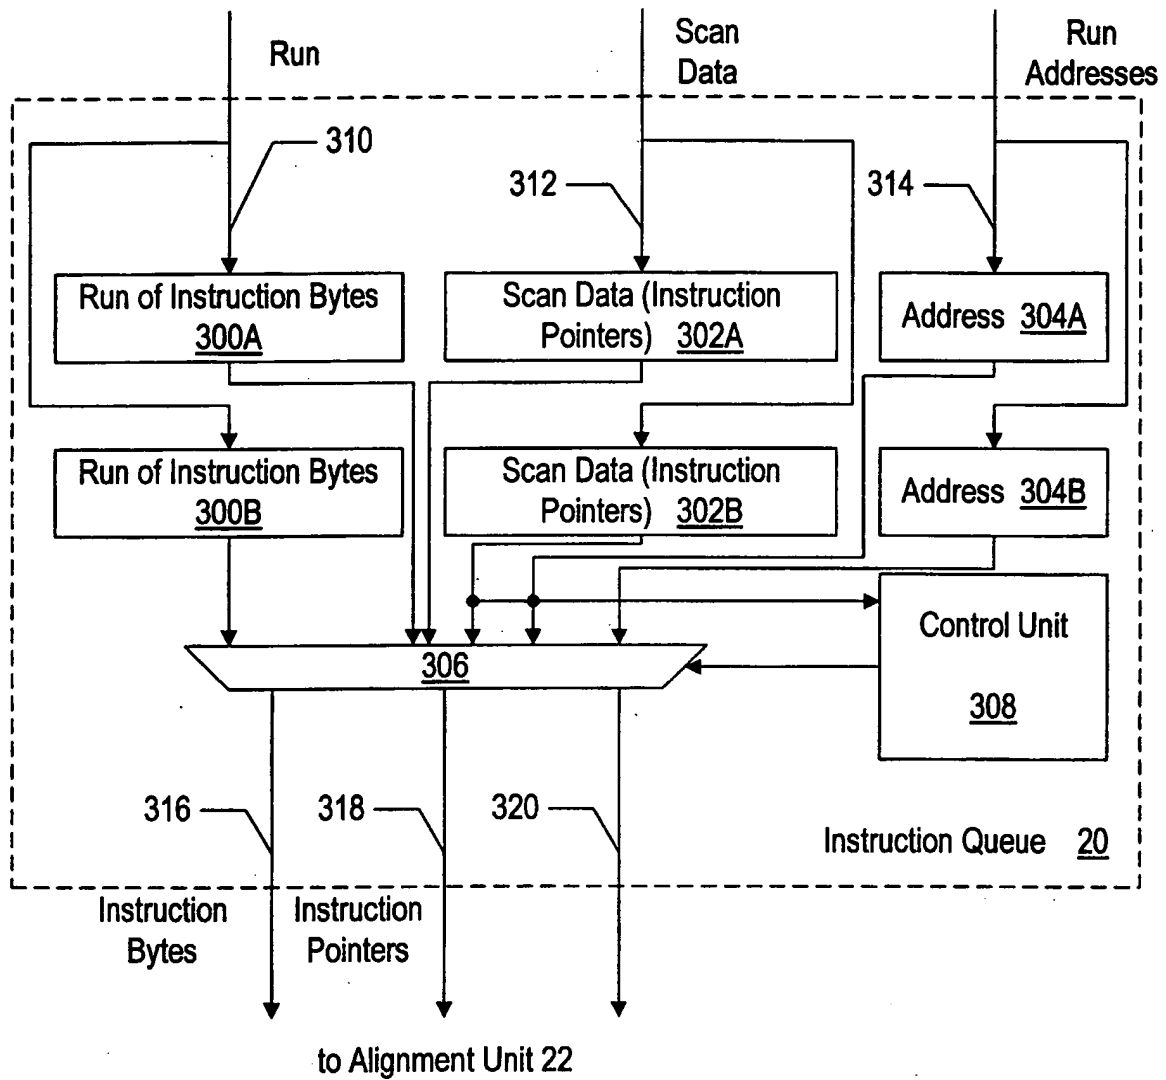 Run
Scan
Data
Run
Addresses
310
312
314
Run of Instruction Bytes
300A
Scan Data (Instruction
Pointers) 302A
Address 304A
Run of Instruction Bytes
300B
Scan Data (Instruction
Pointers) 302B
Address 304B
306
Control Unit
308
316
318
320
Instruction Queue 20
Instruction
Bytes
Instruction
Pointers
to Alignment Unit 22